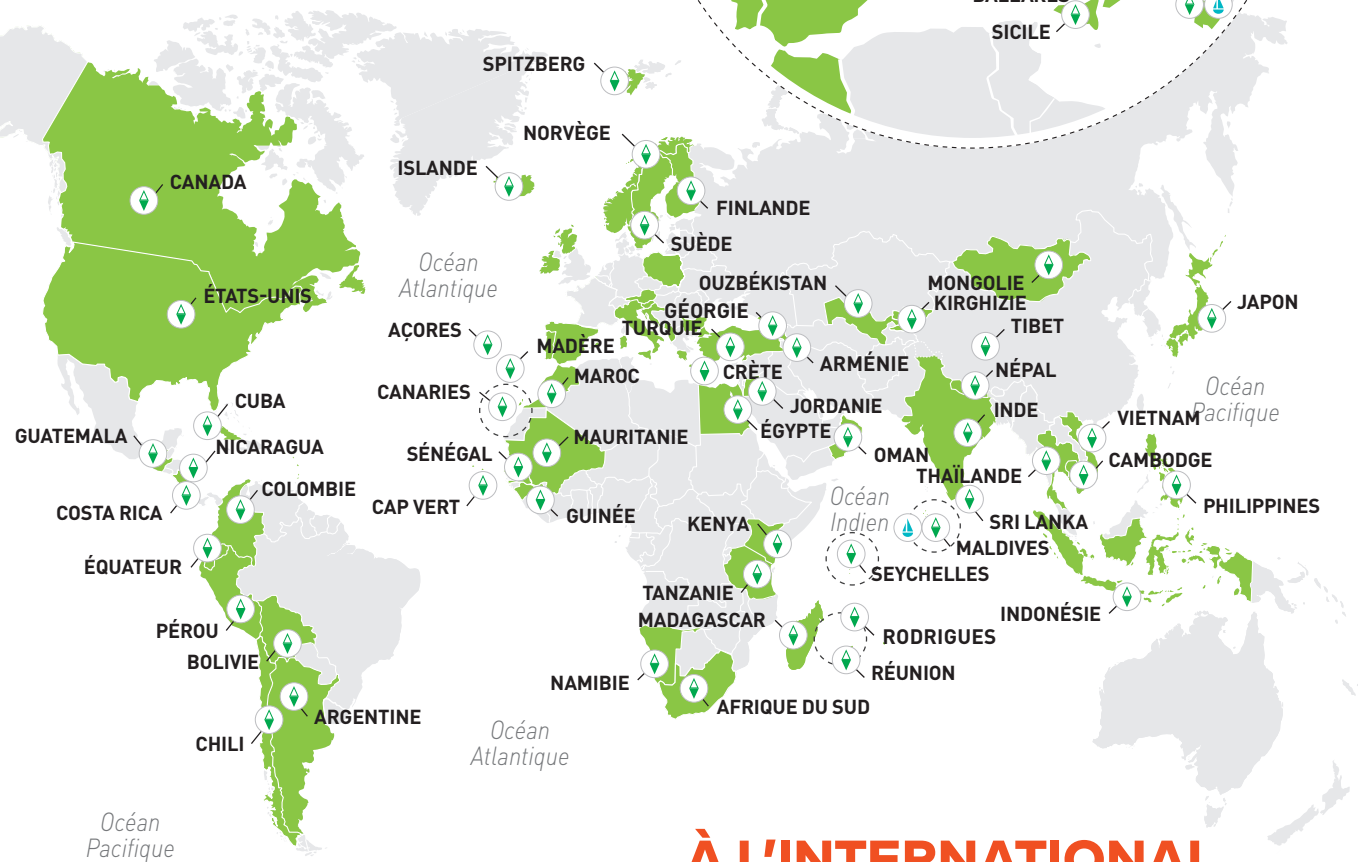 SICILE
SPITZBERG
NORVÈGE
ISLANDE
CANADA
FINLANDE
SUÈDE
Océan
Atlantique
OUZBÉKISTAN
MONGOLIE
KIRGHIZIE
ÉTATS-UNIS
JAPON
GÉORGIE
TURQUIE
AÇORES
TIBET
MADÈRE
ARMÉNIE
CRÈTE
NÉPAL
MAROC
CANARIES
Océan
Pacifique
CUBA
JORDANIE
INDE
VIETNAM
GUATEMALA
NICARAGUA
MAURITANIE
ÉGYPTE
SÉNÉGAL
OMAN
CAMBODGE
THAÏLANDE
COLOMBIE
CAP VERT
COSTA RICA
GUINÉE
Océan
Indien
PHILIPPINES
KENYA
SRI LANKA
MALDIVES
ÉQUATEUR
SEYCHELLES
TANZANIE
INDONÉSIE
MADAGASCAR
PÉROU
RODRIGUES
BOLIVIE
RÉUNION
NAMIBIE
AFRIQUE DU SUD
ARGENTINE
CHILI
Océan
Atlantique
Océan
Pacifique
À L'INTERNATIONAL